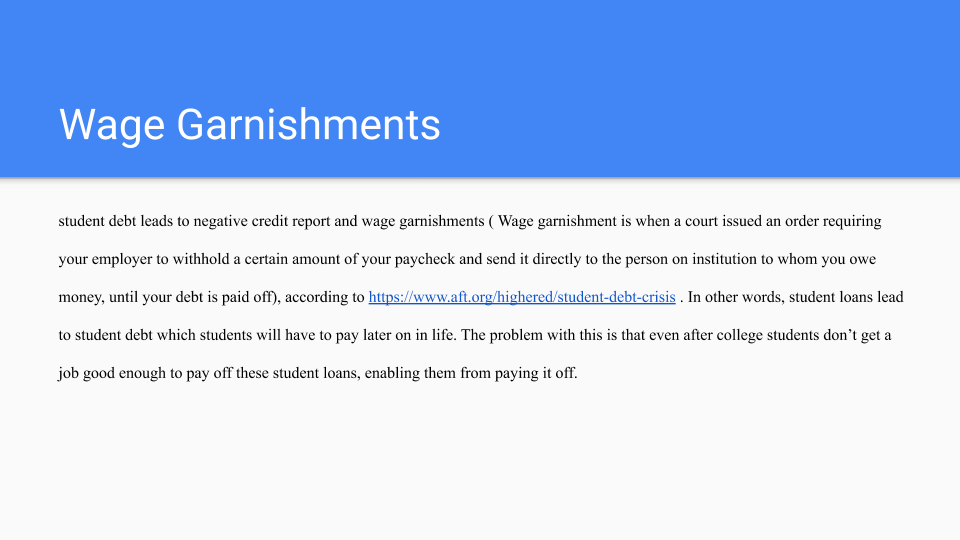 Wage Garnishments
student debt leads to negative credit report and wage garnishments ( Wage garnishment is when a court issued an order requiring
your employer to withhold a certain amount of your paycheck and send it directly to the person on institution to whom you owe
money, until your debt is paid off), according to https://www.aft.org/highered/student-debt-crisis . In other words, student loans lead
to student debt which students will have to pay later on in life. The problem with this is that even after college students don’t get a
job good enough to pay off these student loans, enabling them from paying it off.